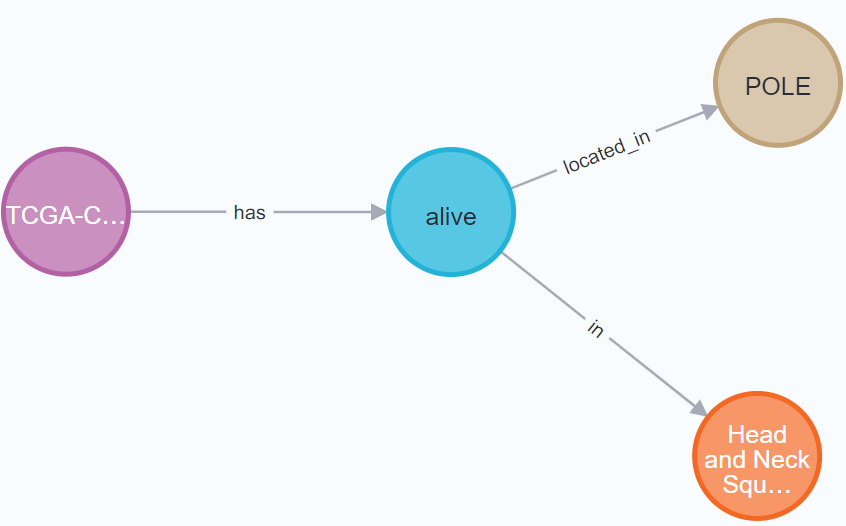 POLE
located_in
TCGA-C...
has
alive
in
Head
and Neck
Squ...